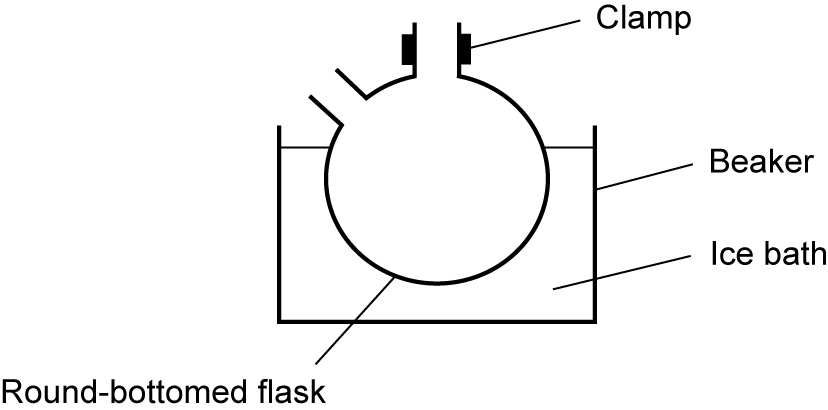 Clamp
Beaker
Ice bath
Round-bottomed flask